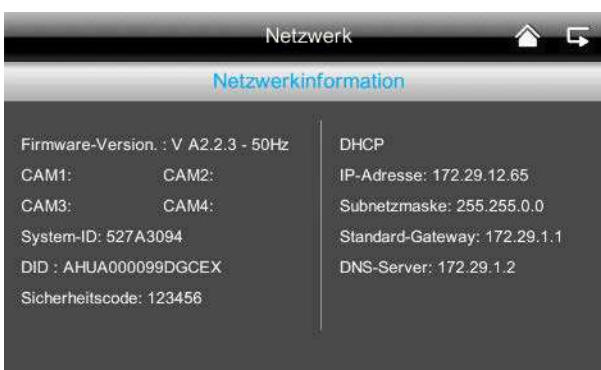 Netzwerk
Netzwerkinformation
Firmware-Version. : V A2.2.3 - 50Hz
CAM1: CAM2:
CAM3: CAM4:
System-ID: 527A3094
DID : AHUA000099DGCEX
Sicherheitscode: 123456
DHCP
IP-Adresse: 172.29.12.65
Subnetzmaske: 255.255.0.0
Standard-Gateway: 172.29.1.1
DNS-Server: 172.29.1.2